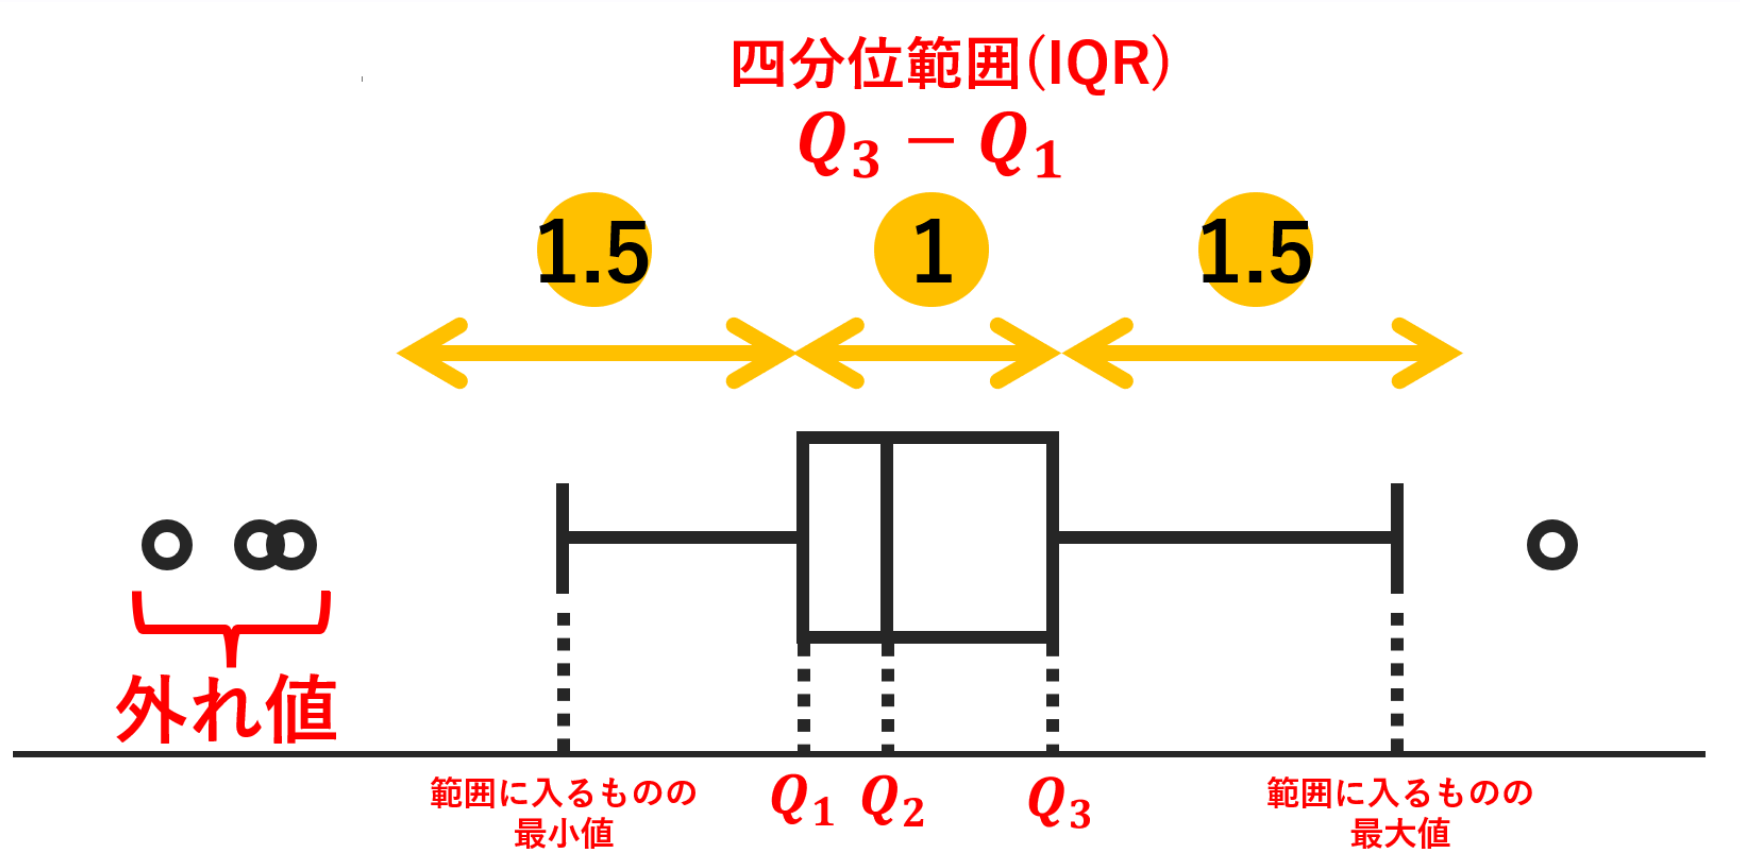 四分位範囲(IQR)
Q₃ − Q₁
1.5
1
1.5
外れ値
範囲に入るものの
最小値
Q₁
Q₂
Q₃
範囲に入るものの
最大値